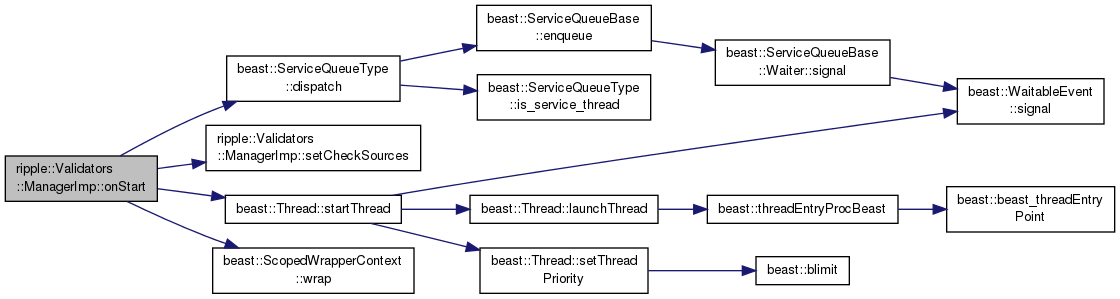 ripple::Validators
::ManagerImp::onStart
beast::ServiceQueueType
::dispatch
ripple::Validators
::ManagerImp::setCheckSources
beast::Thread::startThread
beast::ScopedWrapperContext
::wrap
beast::ServiceQueueBase
::enqueue
beast::ServiceQueueType
::is_service_thread
beast::Thread::launchThread
beast::Thread::setThread
Priority
beast::ServiceQueueBase
::Waiter::signal
beast::threadEntryProcBeast
beast::blimit
beast::WaitableEvent
::signal
beast::beast_threadEntry
Point